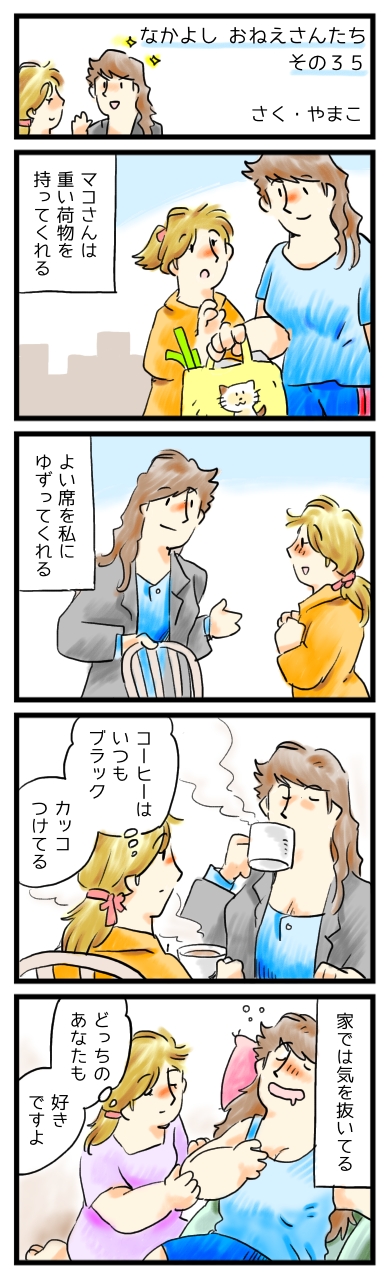 なかよし おねえさんたち
その３５
さく・やまこ
マコさんは
重い荷物を
持ってくれる
よい席を私に
ゆずってくれる
コーヒーは
いつも
ブラック
カッコ
つけてる
家では気を抜いてる
どっちの
あなたも
好き
ですよ